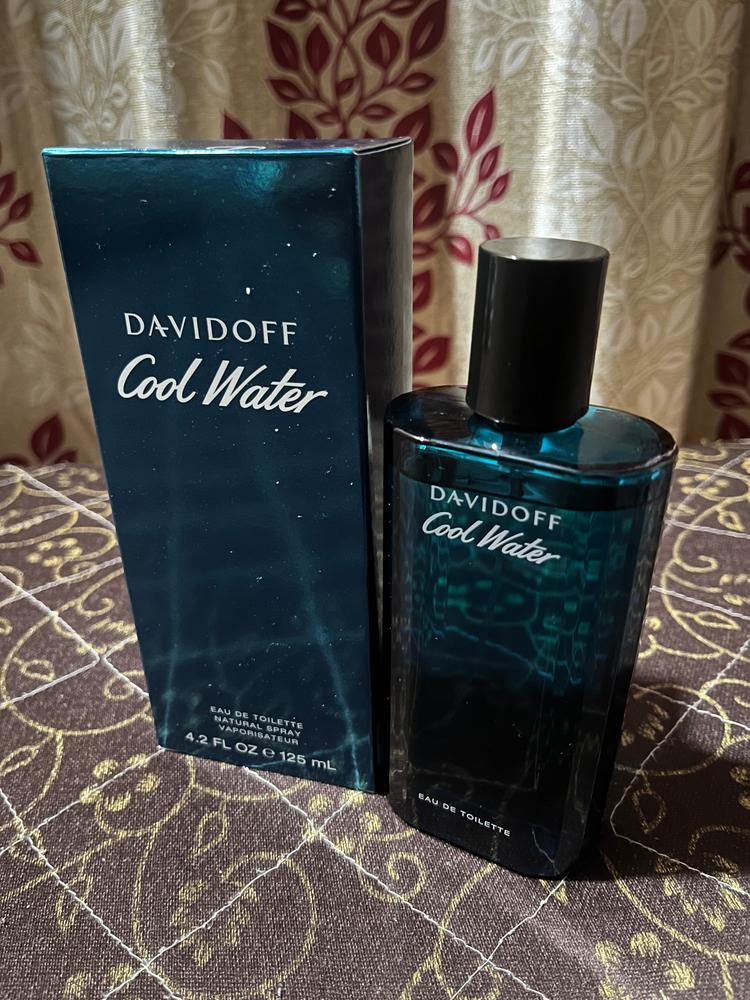 DAVIDOFF
Cool Water
EAU DE TOILETTE
NATURAL SPRAY
VAPORISATEUR
4.2 FL OZ ℮ 125 mL
DAVIDOFF
Cool Water
EAU DE TOILETTE